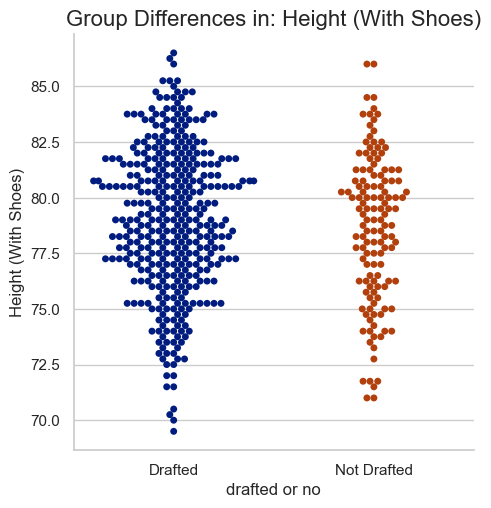 Group Differences in: Height (With Shoes)
85.0
82.5
80.0
77.5
75.0
72.5
70.0
Height (With Shoes)
Drafted
Not Drafted
drafted or no